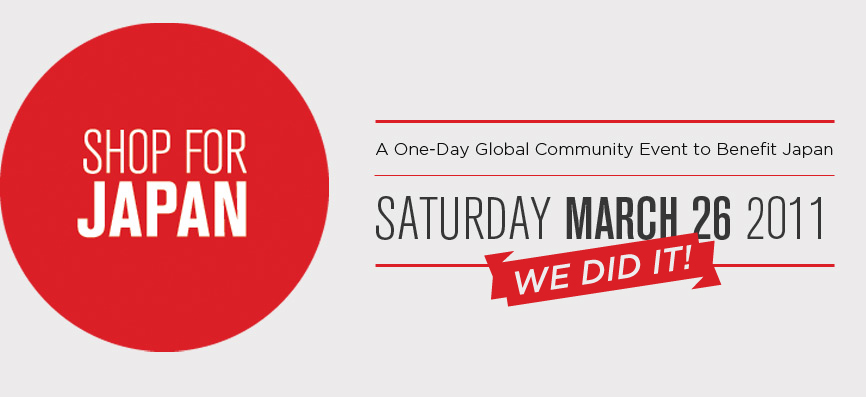 SHOP FOR
JAPAN
A One-Day Global Community Event to Benefit Japan
SATURDAY MARCH 26 2011
WE DID IT!